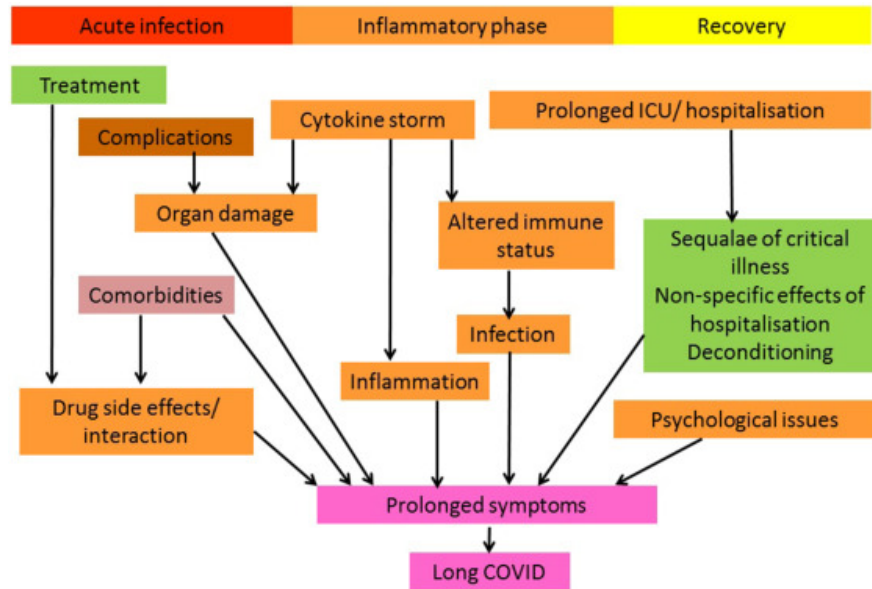 Acute infection
Inflammatory phase
Recovery
Treatment
Cytokine storm
Prolonged ICU/ hospitalisation
Complications
Organ damage
Altered immune
status
Sequalae of critical
illness
Non-specific effects of
hospitalisation
Deconditioning
Comorbidities
Infection
Inflammation
Drug side effects/
interaction
Psychological issues
Prolonged symptoms
Long COVID